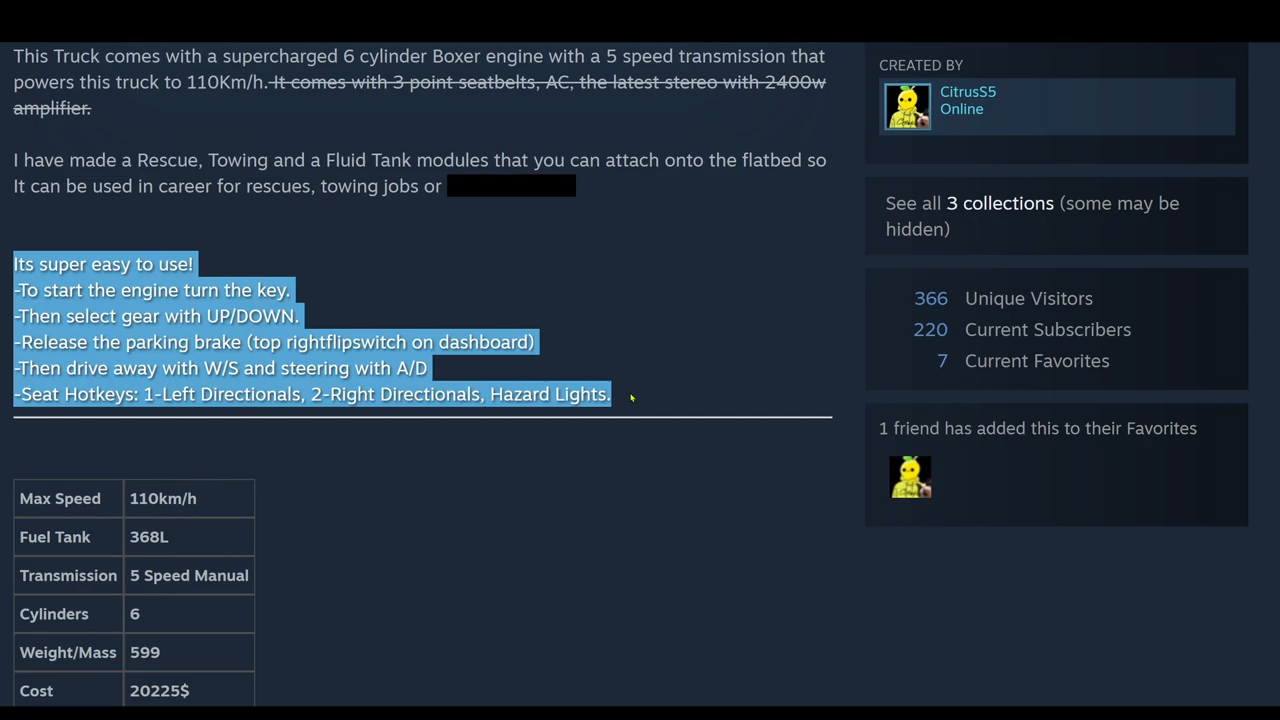 This Truck comes with a supercharged 6 cylinder Boxer engine with a 5 speed transmission that
powers this truck to 110Km/h. It comes with 3 point seatbelts, AC, the latest stereo with 2400w
amplifier.
I have made a Rescue, Towing and a Fluid Tank modules that you can attach onto the flatbed so
It can be used in career for rescues, towing jobs or
Its super easy to use!
-To start the engine turn the key.
-Then select gear with UP/DOWN.
-Release the parking brake (top rightflipswitch on dashboard)
-Then drive away with W/S and steering with A/D
-Seat Hotkeys: 1-Left Directionals, 2-Right Directionals, Hazard Lights.
Max Speed 110km/h
Fuel Tank 368L
Transmission 5 Speed Manual
Cylinders 6
Weight/Mass 599
Cost 20225$
CREATED BY
CitrusS5
Online
See all 3 collections (some may be
hidden)
366 Unique Visitors
220 Current Subscribers
7 Current Favorites
1 friend has added this to their Favorites